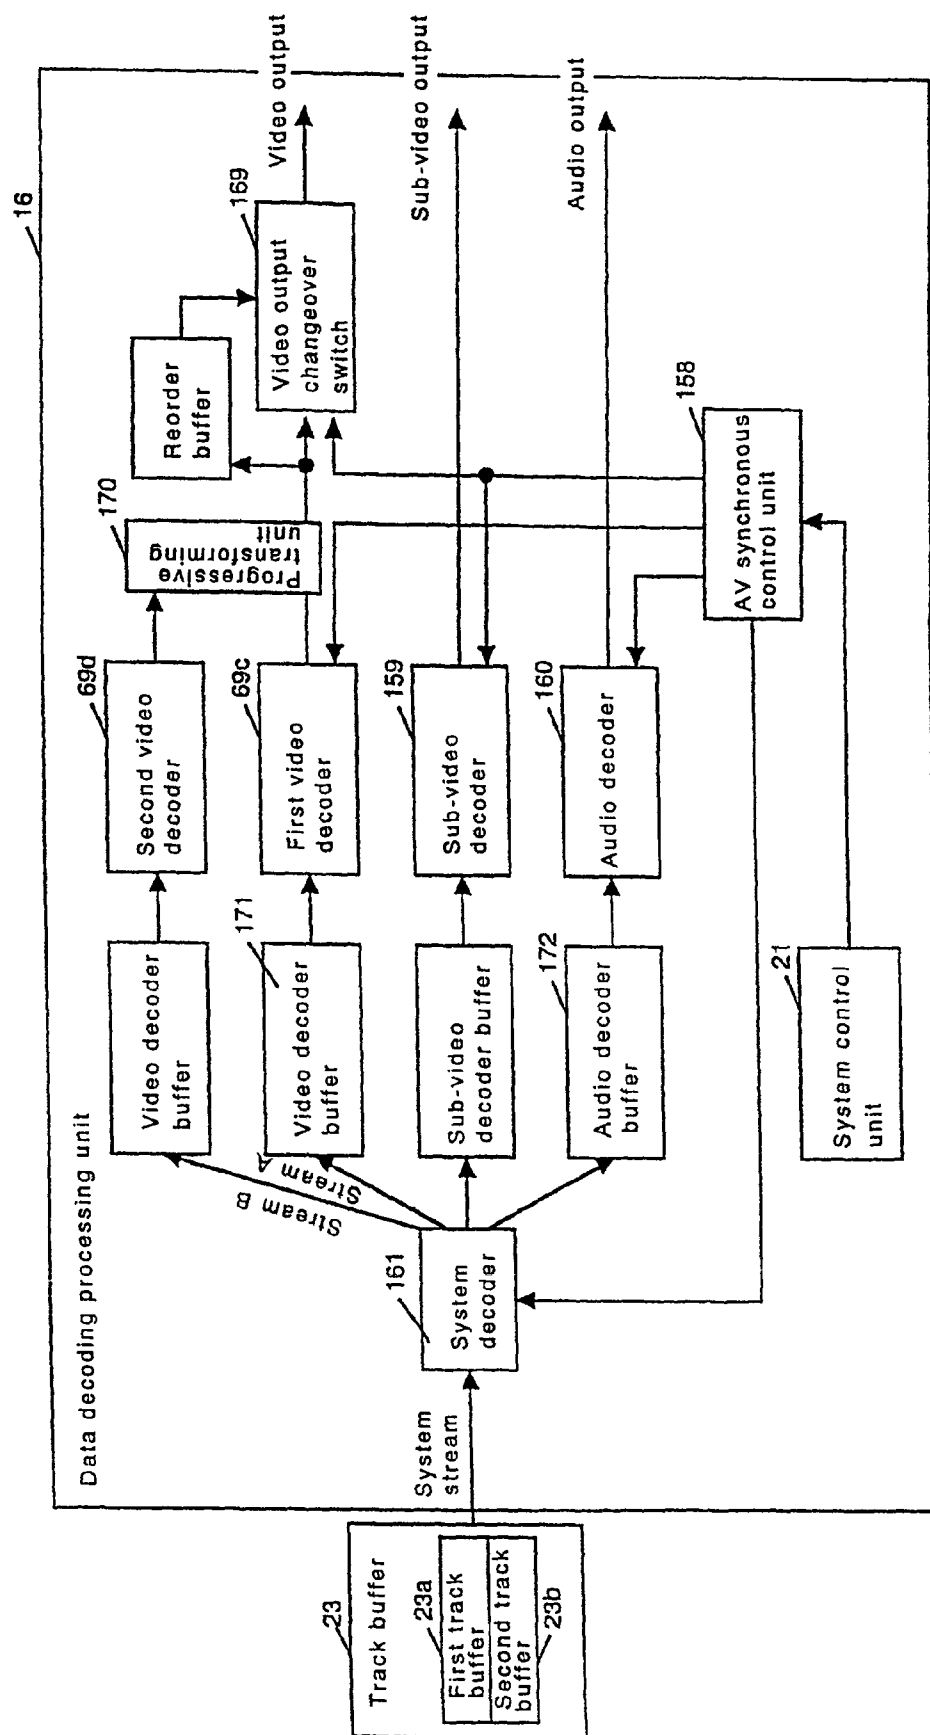 16
Data decoding processing unit
23
Track buffer
23a
First track
buffer
Second track
buffer
23b
System
stream
161
System
decoder
Stream B
Stream A
Video decoder
buffer
69d
Second video
decoder
170
Progressive
transforming
unit
Reorder
buffer
169
Video output
changeover
switch
Video output
171
Video decoder
buffer
69c
First video
decoder
Sub-video
decoder buffer
159
Sub-video
decoder
Sub-video output
172
Audio decoder
buffer
160
Audio decoder
Audio output
21
System control
unit
158
AV synchronous
control unit